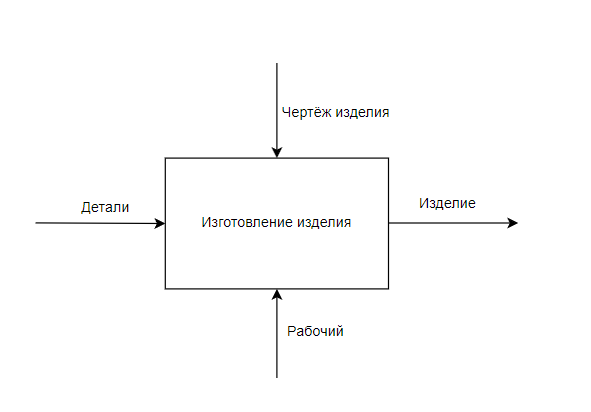 Чертёж изделия
Детали
Изготовление изделия
Изделие
Рабочий